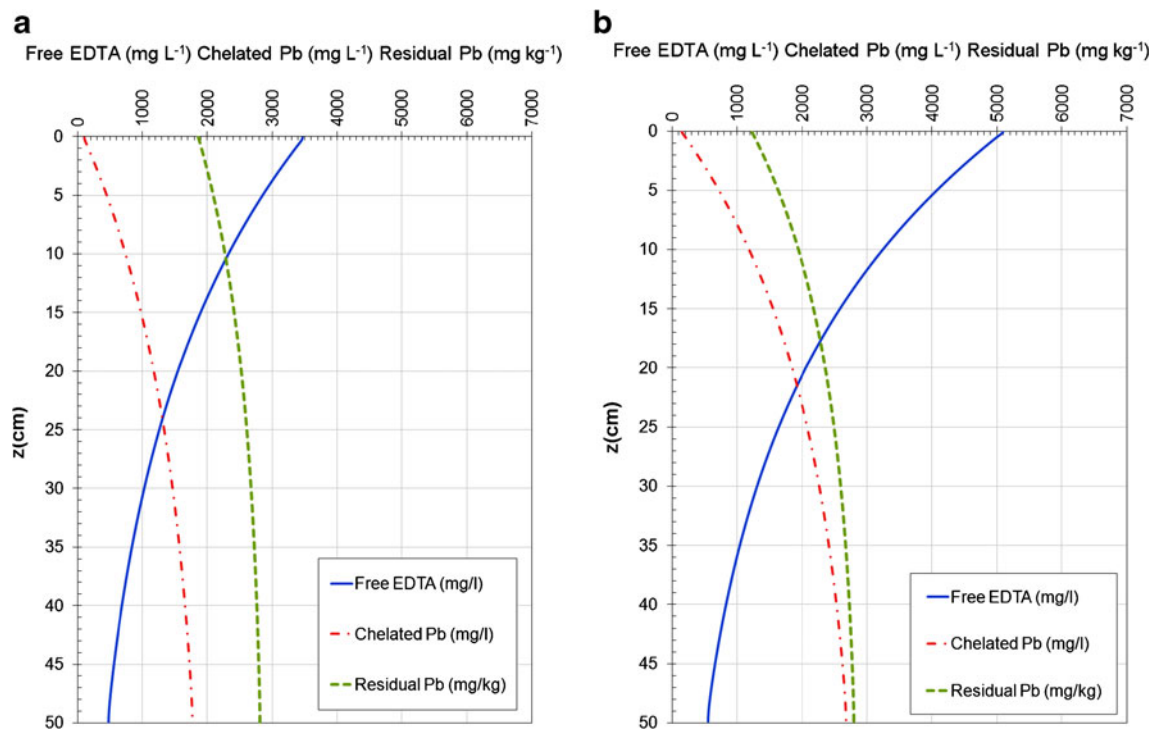 a
Free EDTA (mg L-1) Chelated Pb (mg L-1) Residual Pb (mg kg-1)
0 1000 2000 3000 4000 5000 6000 7000
0
5
10
15
20
25
30
35
40
45
50
z(cm)
Free EDTA (mg/l)
Chelated Pb (mg/l)
Residual Pb (mg/kg)
b
Free EDTA (mg L-1) Chelated Pb (mg L-1) Residual Pb (mg kg-1)
0 1000 2000 3000 4000 5000 6000 7000
0
5
10
15
20
25
30
35
40
45
50
z(cm)
Free EDTA (mg/l)
Chelated Pb (mg/l)
Residual Pb (mg/kg)